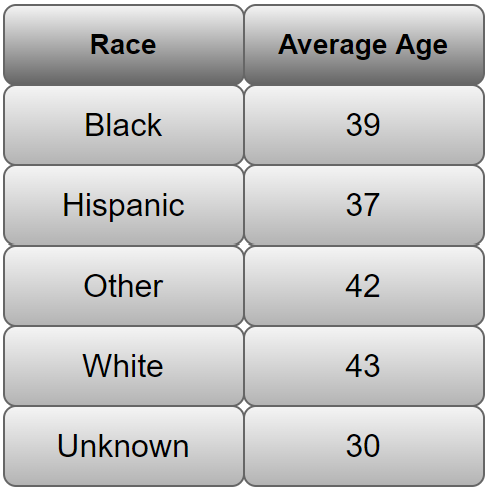 Race Average Age
Black 39
Hispanic 37
Other 42
White 43
Unknown 30